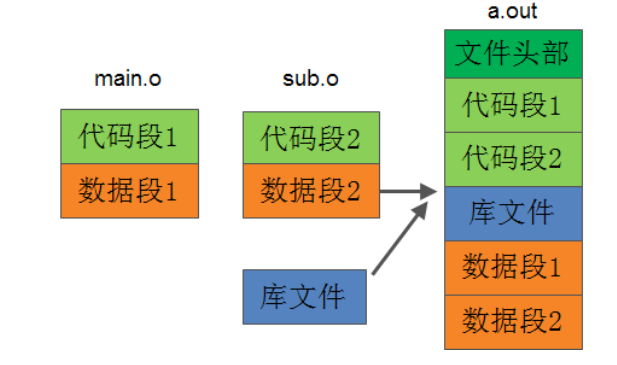 main.o
代码段1
数据段1
sub.o
代码段2
数据段2
库文件
a.out
文件头部
代码段1
代码段2
库文件
数据段1
数据段2